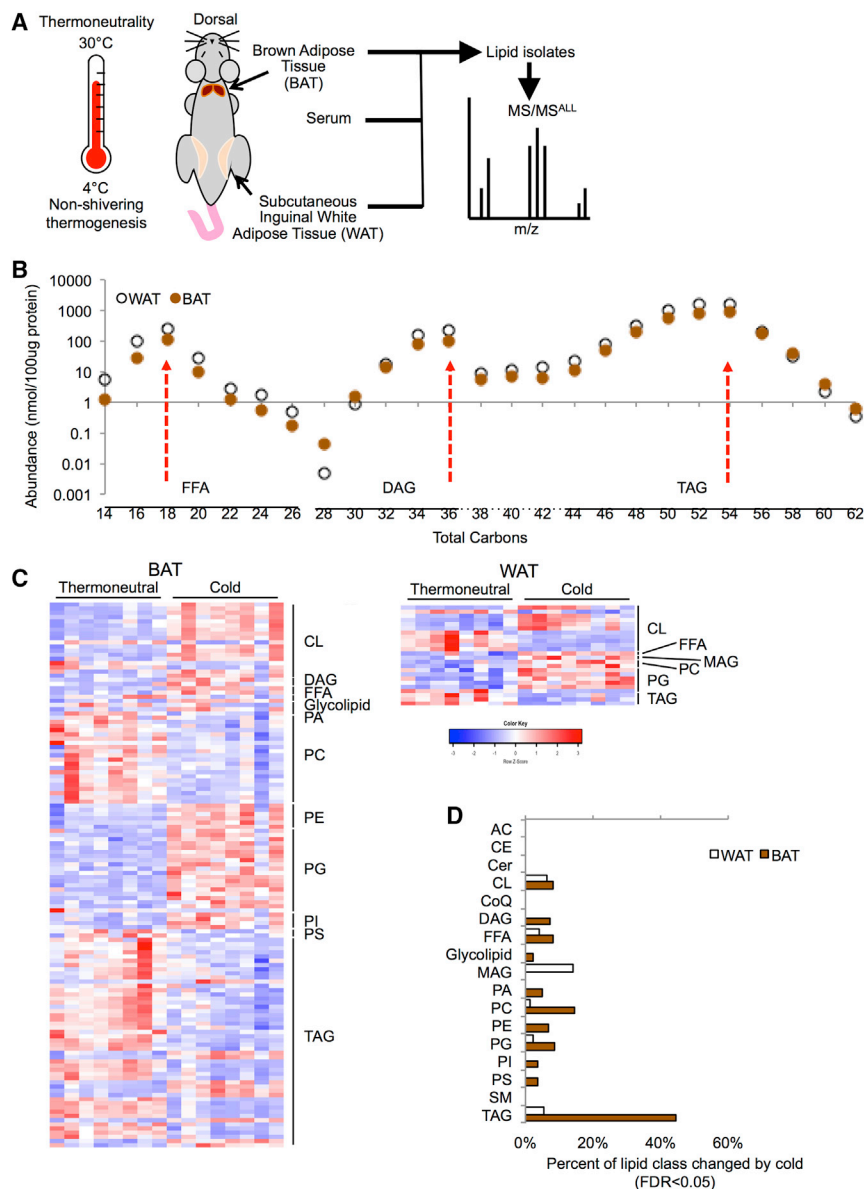 A
Thermoneutrality
30°C
4°C
Non-shivering
thermogenesis
Dorsal
Brown Adipose
Tissue
(BAT)
Serum
Subcutaneous
Inguinal White
Adipose Tissue (WAT)
Lipid isolates
MS/MSALL
m/z
B
WAT BAT
Abundance (nmol/100ug protein)
10000
1000
100
10
1
0.1
0.01
0.001
FFA DAG TAG
14 16 18 20 22 24 26 28 30 32 34 36 38 40 42 44 46 48 50 52 54 56 58 60 62
Total Carbons
C
BAT
Thermoneutral Cold
CL
DAG
FFA
Glycolipid
PA
PC
PE
PG
PI
PS
TAG
WAT
Thermoneutral Cold
CL
FFA
MAG
PC
PG
TAG
Color Key
-3 -2 -1 0 1 2 3
Row Z-Score
D
WAT BAT
AC
CE
Cer
CL
CoQ
DAG
FFA
Glycolipid
MAG
PA
PC
PE
PG
PI
PS
SM
TAG
0% 20% 40% 60%
Percent of lipid class changed by cold
(FDR<0.05)